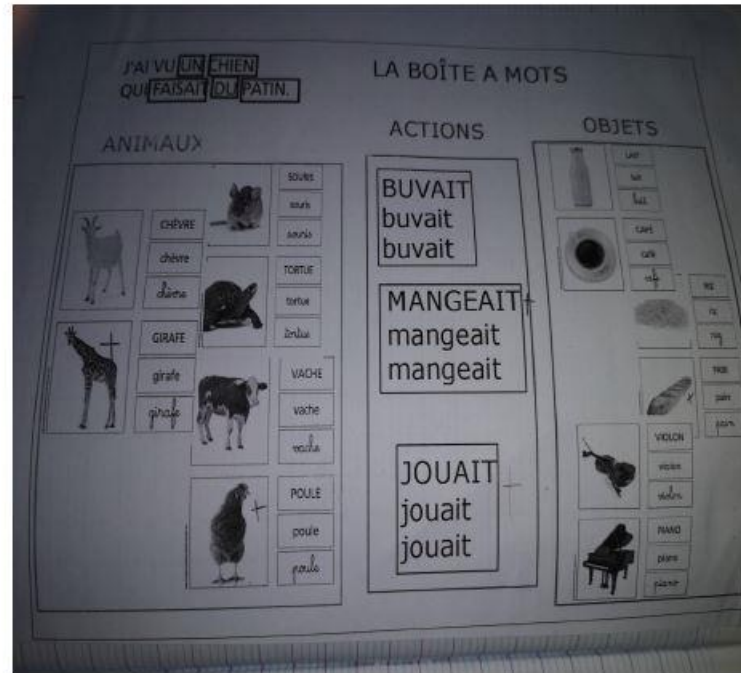 J'AI VU UN CHIEN
QUI FAISAIT DU PATIN.
LA BOÎTE A MOTS
ANIMAUX
SOURIS
souris
souris
CHÈVRE
chèvre
chèvre
TORTUE
tortue
tortue
GIRAFE
girafe
girafe
VACHE
vache
vache
POULE
poule
poule
ACTIONS
BUVAIT
buvait
buvait
MANGEAIT
mangeait
mangeait
JOUAIT
jouait
jouait
OBJETS
LAIT
lait
lait
CAFÉ
café
café
RIZ
riz
riz
PAIN
pain
pain
VIOLON
violon
violon
PIANO
piano
piano